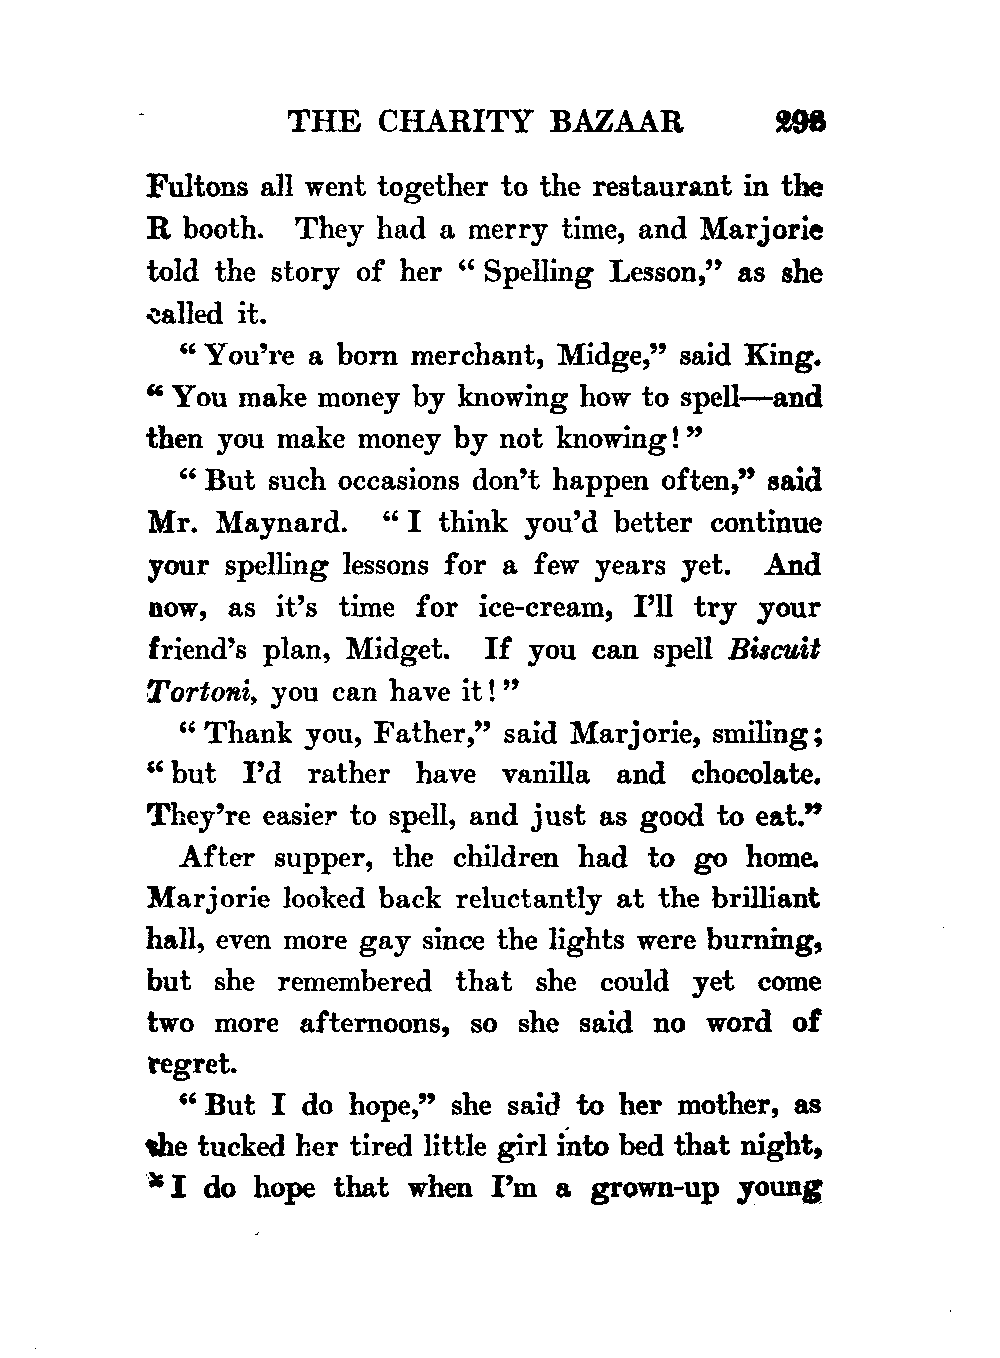 THE CHARITY BAZAAR 293
Fultons all went together to the restaurant in the
R booth. They had a merry time, and Marjorie
told the story of her “ Spelling Lesson,” as she
called it.
“ You’re a born merchant, Midge,” said King.
“ You make money by knowing how to spell—and
then you make money by not knowing! ”
“ But such occasions don’t happen often,” said
Mr. Maynard. “ I think you’d better continue
your spelling lessons for a few years yet. And
now, as it’s time for ice-cream, I’ll try your
friend’s plan, Midget. If you can spell Biscuit
Tortoni, you can have it! ”
“ Thank you, Father,” said Marjorie, smiling;
“ but I’d rather have vanilla and chocolate.
They’re easier to spell, and just as good to eat.”
After supper, the children had to go home.
Marjorie looked back reluctantly at the brilliant
hall, even more gay since the lights were burning,
but she remembered that she could yet come
two more afternoons, so she said no word of
regret.
“ But I do hope,” she said to her mother, as
she tucked her tired little girl into bed that night,
“ I do hope that when I’m a grown-up young